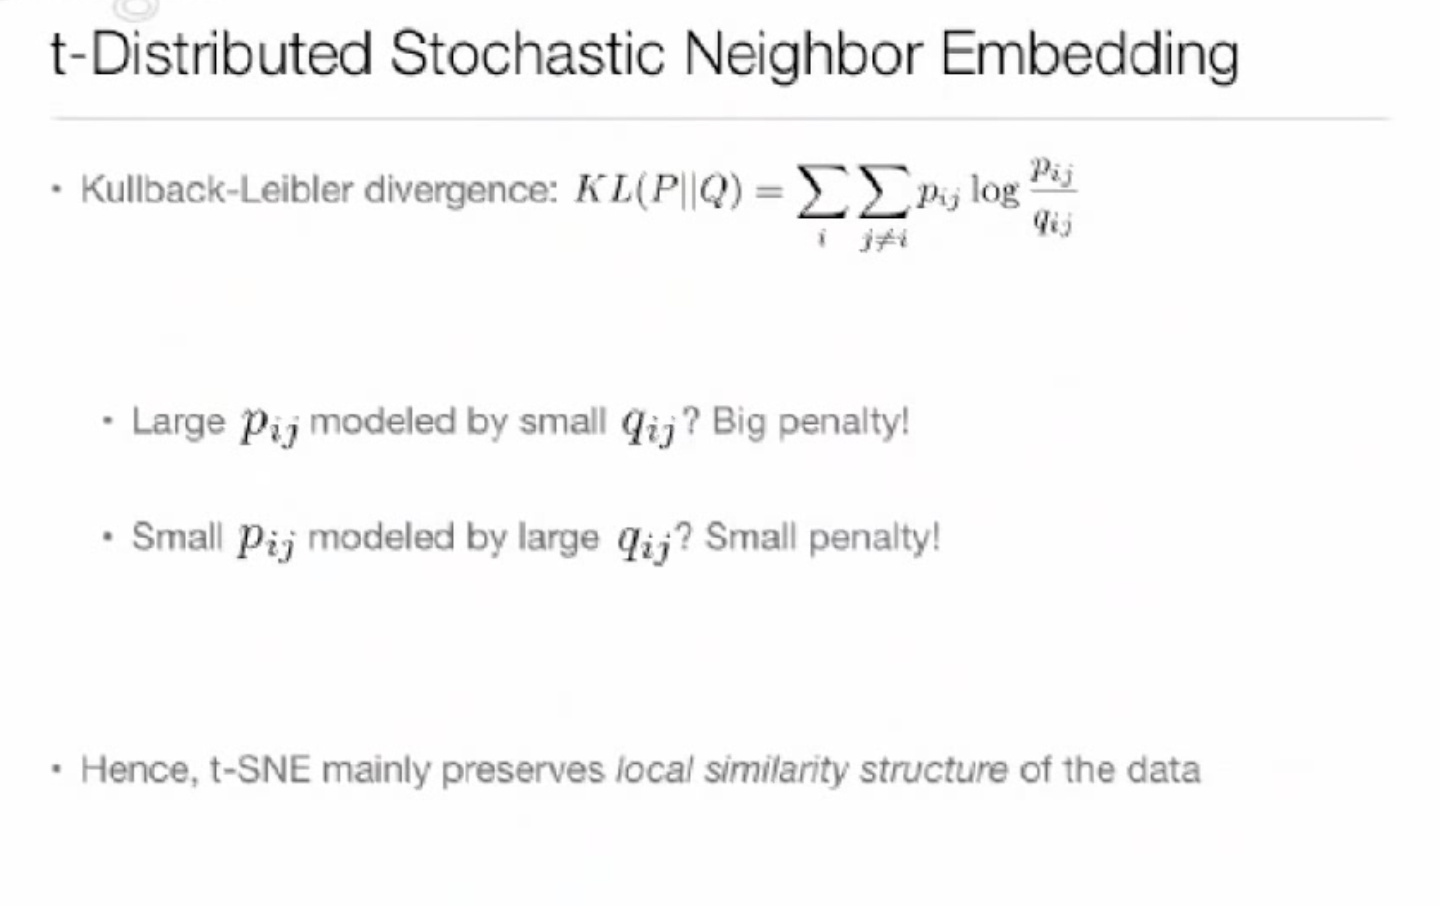 t-Distributed Stochastic Neighbor Embedding
• Kullback-Leibler divergence: $KL(P||Q) = \sum_{i} \sum_{j \neq i} p_{ij} \log \frac{p_{ij}}{q_{ij}}$
• Large $p_{ij}$ modeled by small $q_{ij}$? Big penalty!
• Small $p_{ij}$ modeled by large $q_{ij}$? Small penalty!
• Hence, t-SNE mainly preserves local similarity structure of the data